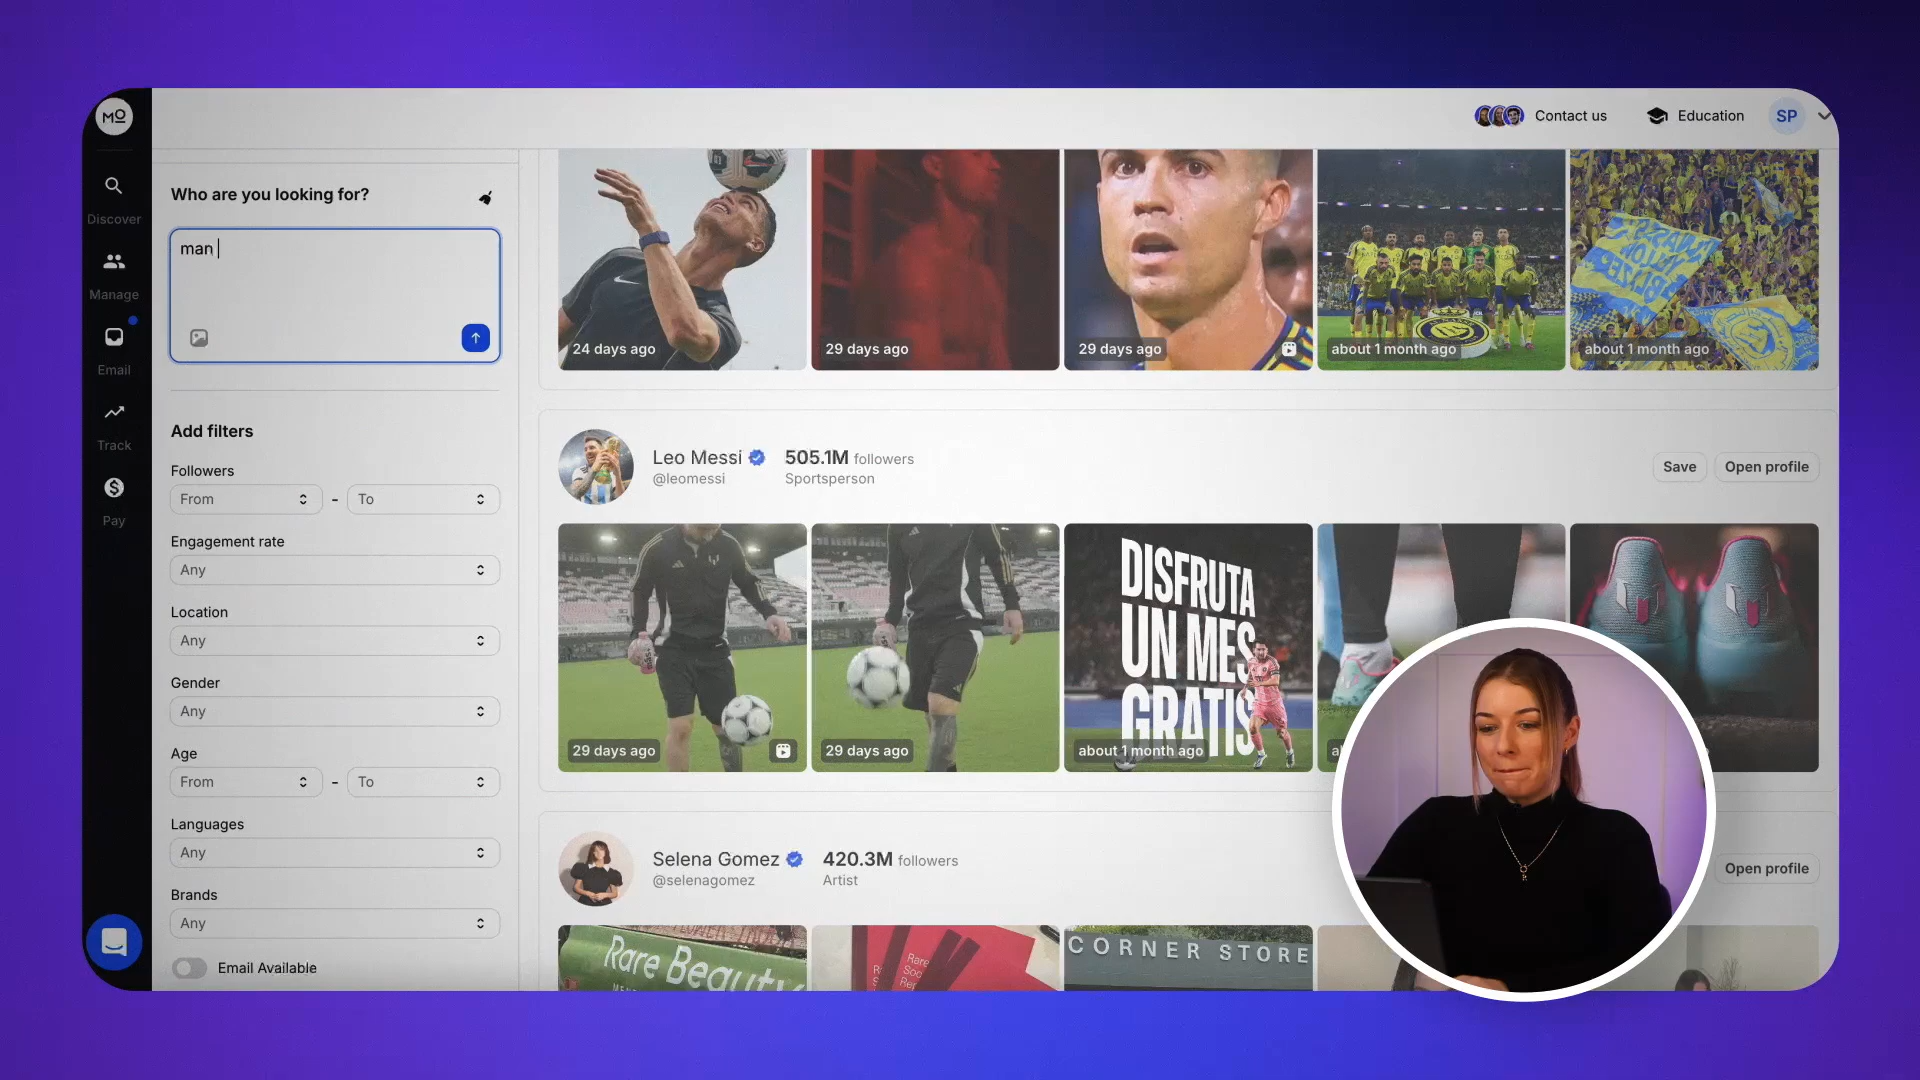 MO
Contact us
Education
SP
Discover
Manage
Email
Track
Pay
Who are you looking for?
man
Add filters
Followers
From - To
Engagement rate
Any
Location
Any
Gender
Any
Age
From - To
Languages
Any
Brands
Any
Email Available
24 days ago
29 days ago
29 days ago
about 1 month ago
about 1 month ago
Leo Messi 505.1M followers
@leomessi Sportsperson
Save
Open profile
29 days ago
29 days ago
DISFRUTA
UN MES
GRATIS
about 1 month ago
Selena Gomez 420.3M followers
@selenagomez Artist
Open profile
Rare Beauty
CORNER STORE